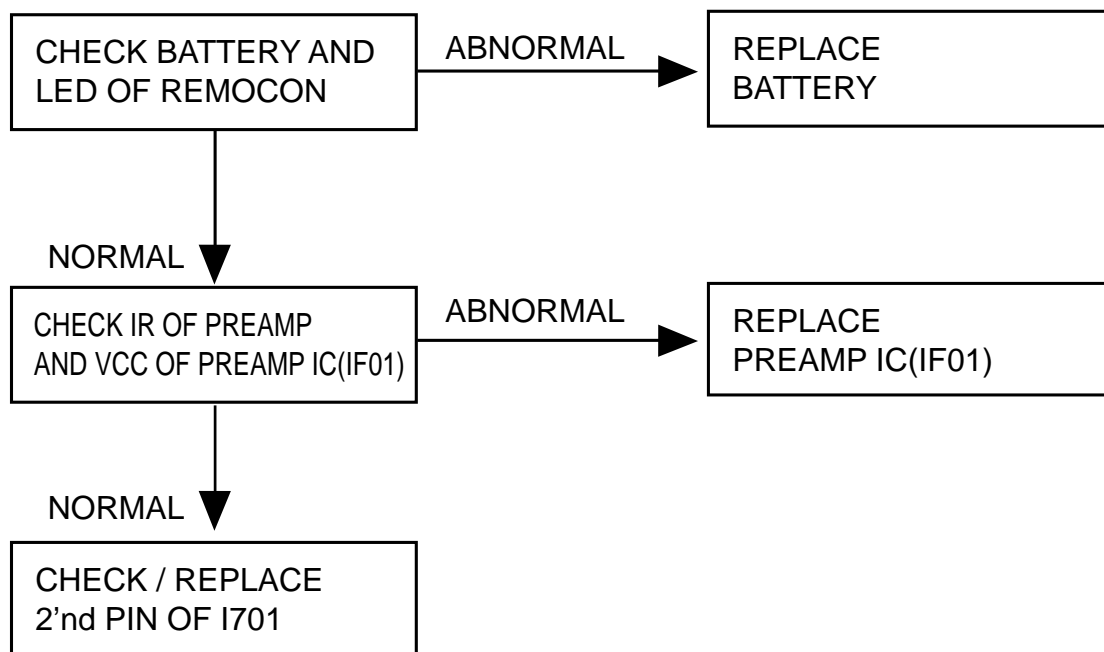 CHECK BATTERY AND
LED OF REMOCON
ABNORMAL
REPLACE
BATTERY
NORMAL
CHECK IR OF PREAMP
AND VCC OF PREAMP IC(IF01)
ABNORMAL
REPLACE
PREAMP IC(IF01)
NORMAL
CHECK / REPLACE
2’nd PIN OF I701